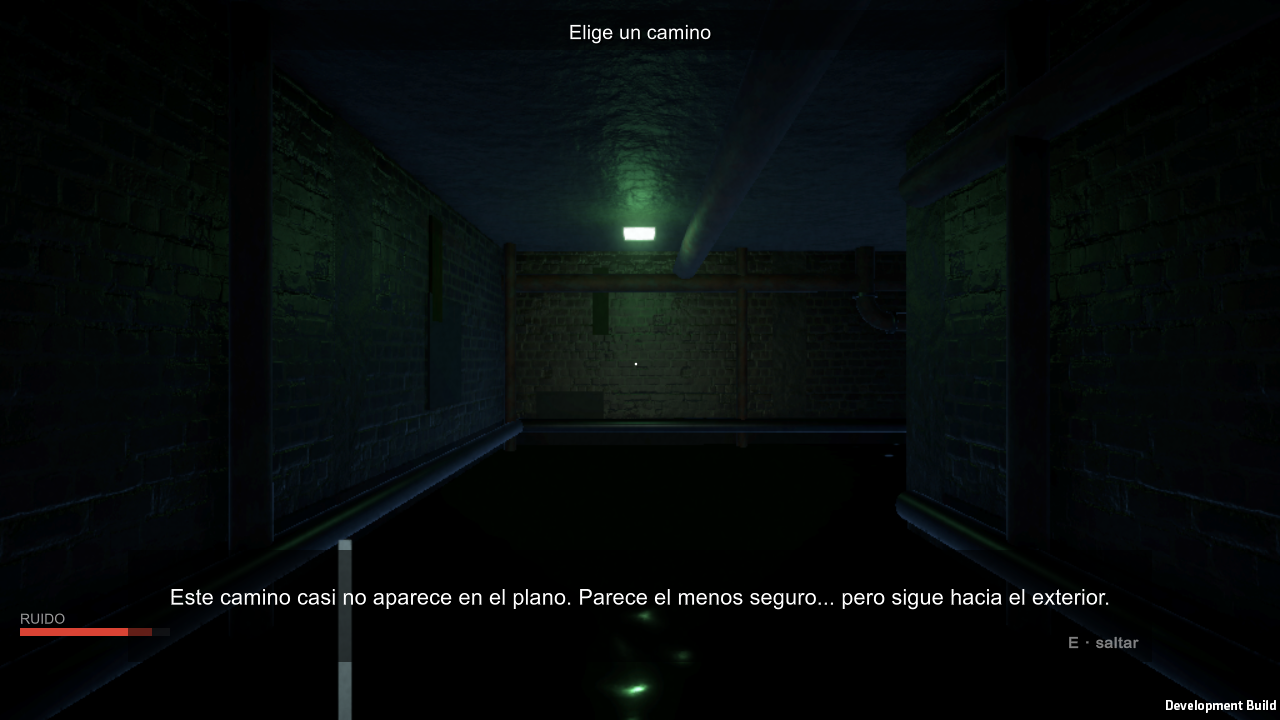 Elige un camino
Este camino casi no aparece en el plano. Parece el menos seguro... pero sigue hacia el exterior.
RUIDO
E · saltar
Development Build